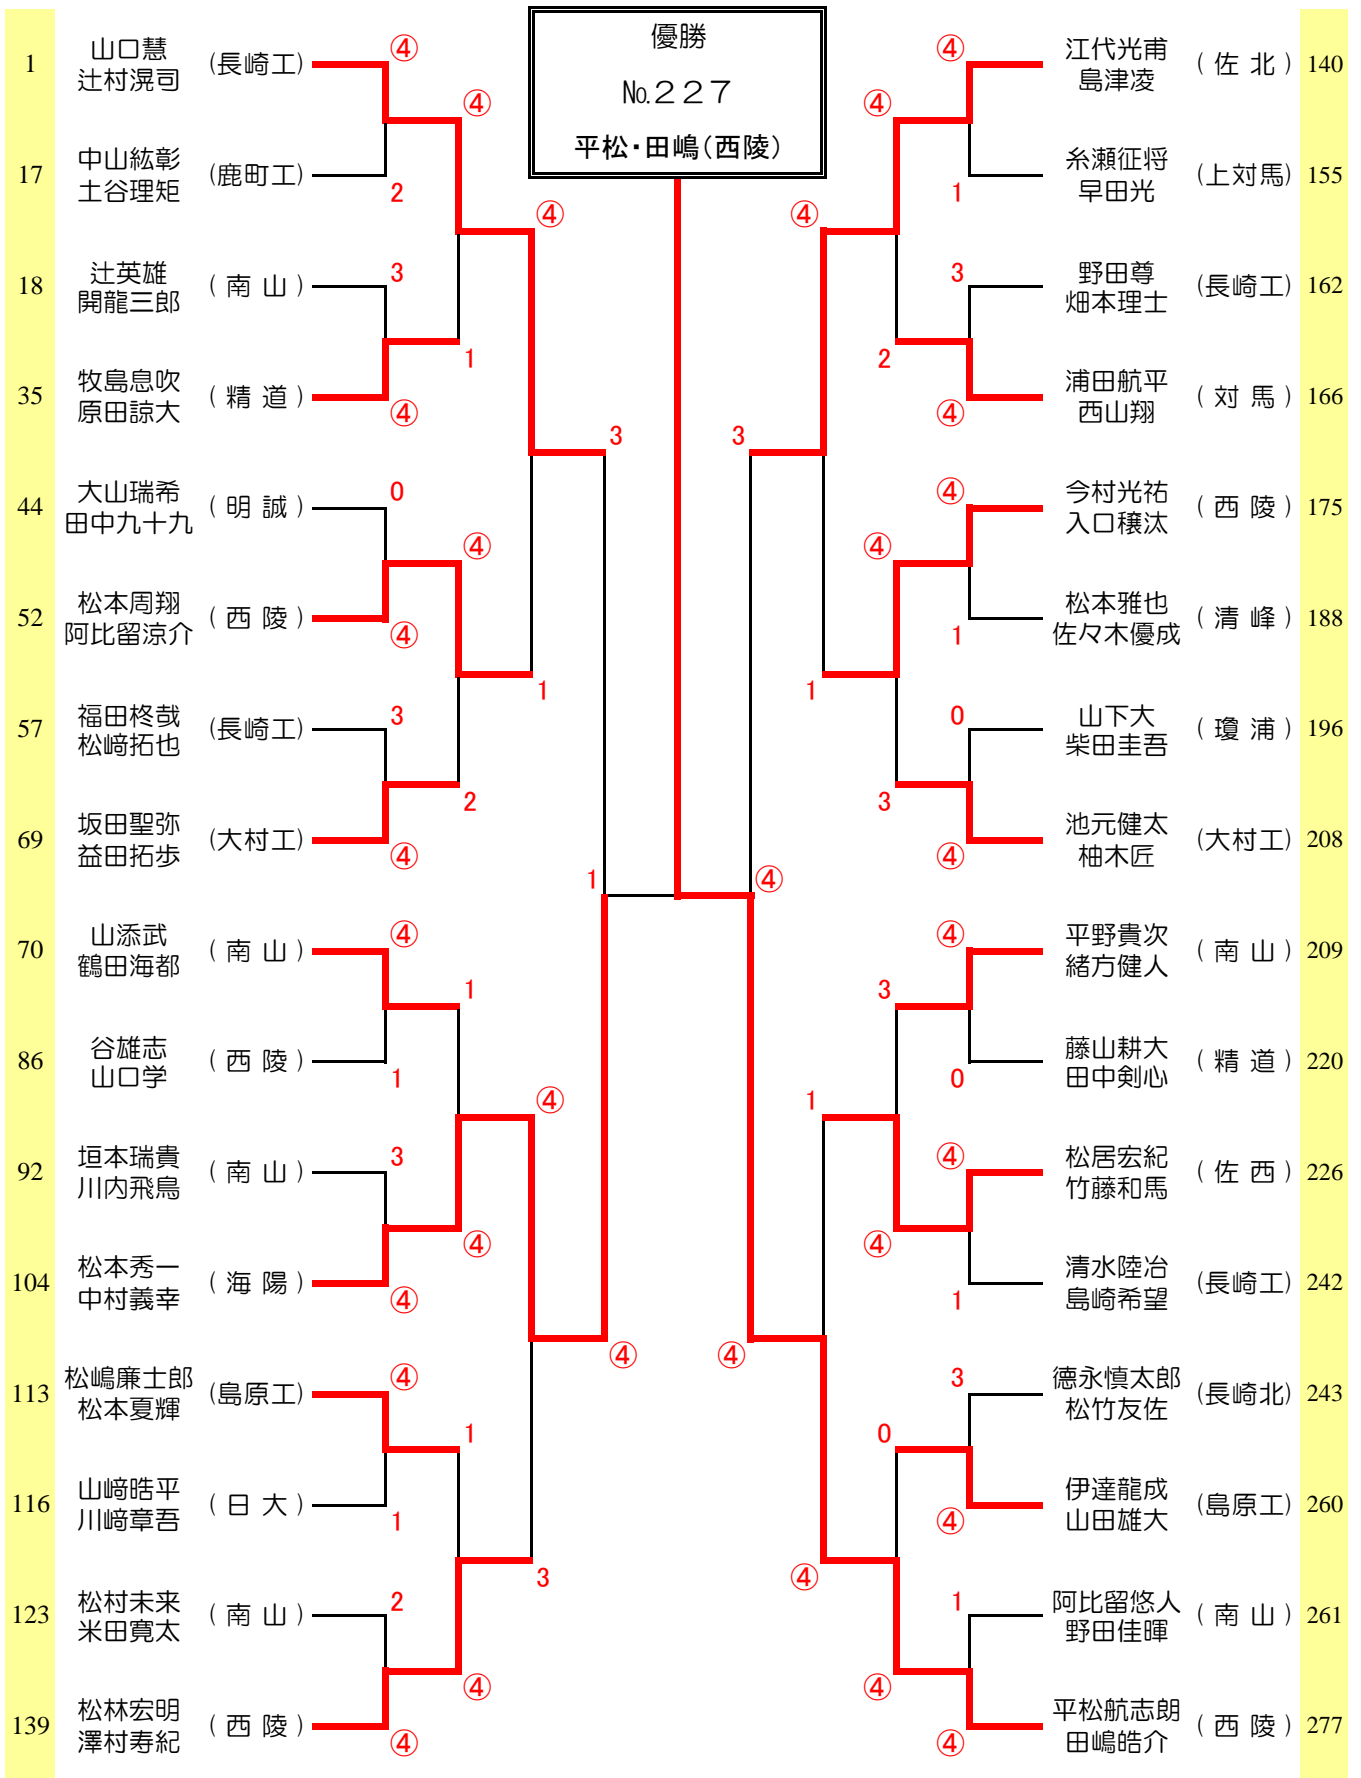 優勝
№２２７
平松・田嶋(西陵)
1 山口慧 (長崎工) ④
辻村滉司
④
17 中山紘彰 (鹿町工) 2
土谷理矩
④
18 辻英雄 (南山) 3
開龍三郎
1
35 牧島息吹 (精道) ④
原田諒大
3
44 大山瑞希 (明誠) 0
田中九十九
④
52 松本周翔 (西陵) ④
阿比留涼介
1
57 福田柊哉 (長崎工) 3
松﨑拓也
2
69 坂田聖弥 (大村工) ④
益田拓歩
1
70 山添武 (南山) ④
鶴田海都
1
86 谷雄志 (西陵) 1
山口学
④
92 垣本瑞貴 (南山) 3
川内飛鳥
④
104 松本秀一 (海陽) ④
中村義幸
④
113 松嶋廉士郎 (島原工) ④
松本夏輝
1
116 山﨑晧平 (日大) 1
川﨑章吾
3
123 松村未来 (南山) 2
米田寛太
④
139 松林宏明 (西陵) ④
澤村寿紀
④ 江代光甫 (佐北) 140
島津凌
④
1 糸瀬征将 (上対馬) 155
早田光
④
3 野田尊 (長崎工) 162
畑本理士
2
④ 浦田航平 (対馬) 166
西山翔
3
④ 今村光祐 (西陵) 175
入口穣汰
④
1 松本雅也 (清峰) 188
佐々木優成
1
0 山下大 (瓊浦) 196
柴田圭吾
3
④ 池元健太 (大村工) 208
柚木匠
④
④ 平野貴次 (南山) 209
緒方健人
3
0 藤山耕大 (精道) 220
田中剣心
1
④ 松居宏紀 (佐西) 226
竹藤和馬
④
1 清水陸冶 (長崎工) 242
島崎希望
④
3 德永慎太郎 (長崎北) 243
松竹友佐
0
④ 伊達龍成 (島原工) 260
山田雄大
④
1 阿比留悠人 (南山) 261
野田佳暉
④
④ 平松航志朗 (西陵) 277
田嶋皓介